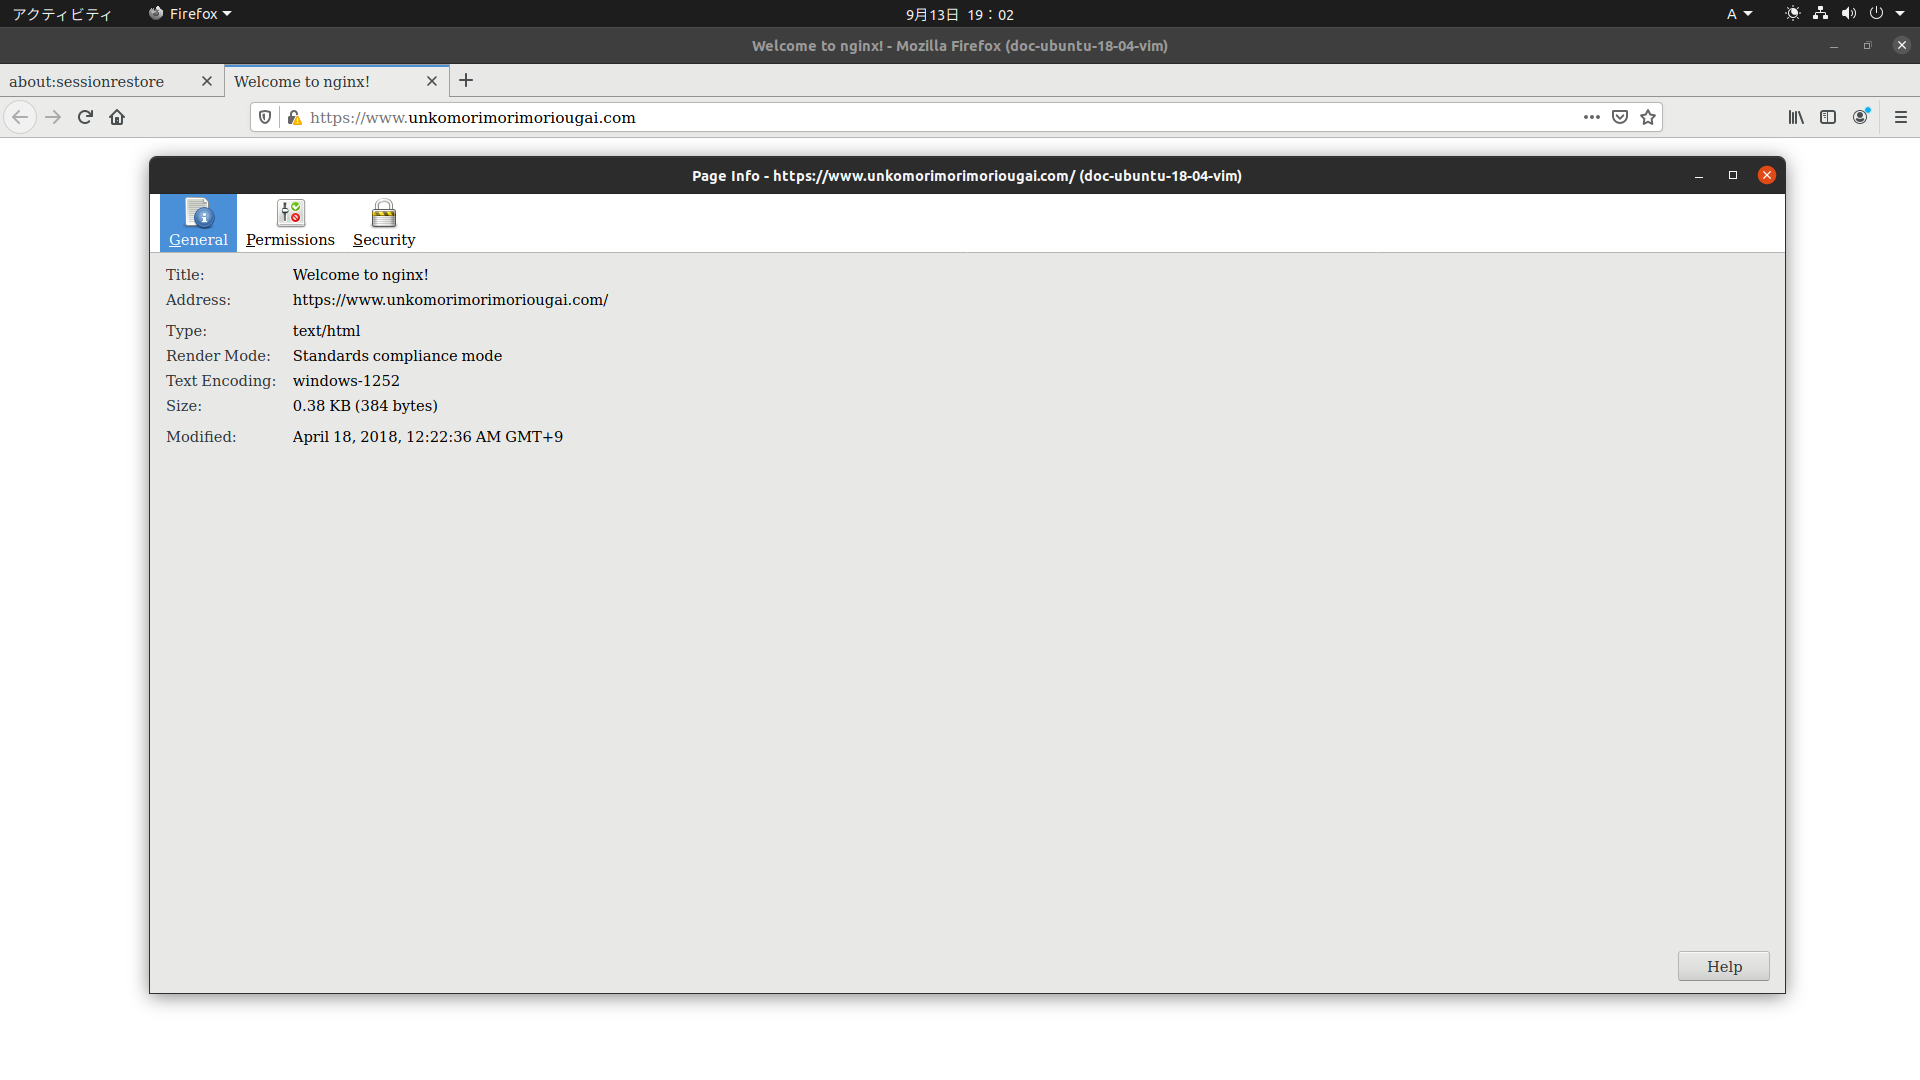 アクティビティ Firefox 9月13日 19：02 A
Welcome to nginx! - Mozilla Firefox (doc-ubuntu-18-04-vim)
about:sessionrestore Welcome to nginx!
https://www.unkomorimorimoriougai.com
Page Info - https://www.unkomorimorimoriougai.com/ (doc-ubuntu-18-04-vim)
General Permissions Security
Title: Welcome to nginx!
Address: https://www.unkomorimorimoriougai.com/
Type: text/html
Render Mode: Standards compliance mode
Text Encoding: windows-1252
Size: 0.38 KB (384 bytes)
Modified: April 18, 2018, 12:22:36 AM GMT+9
Help